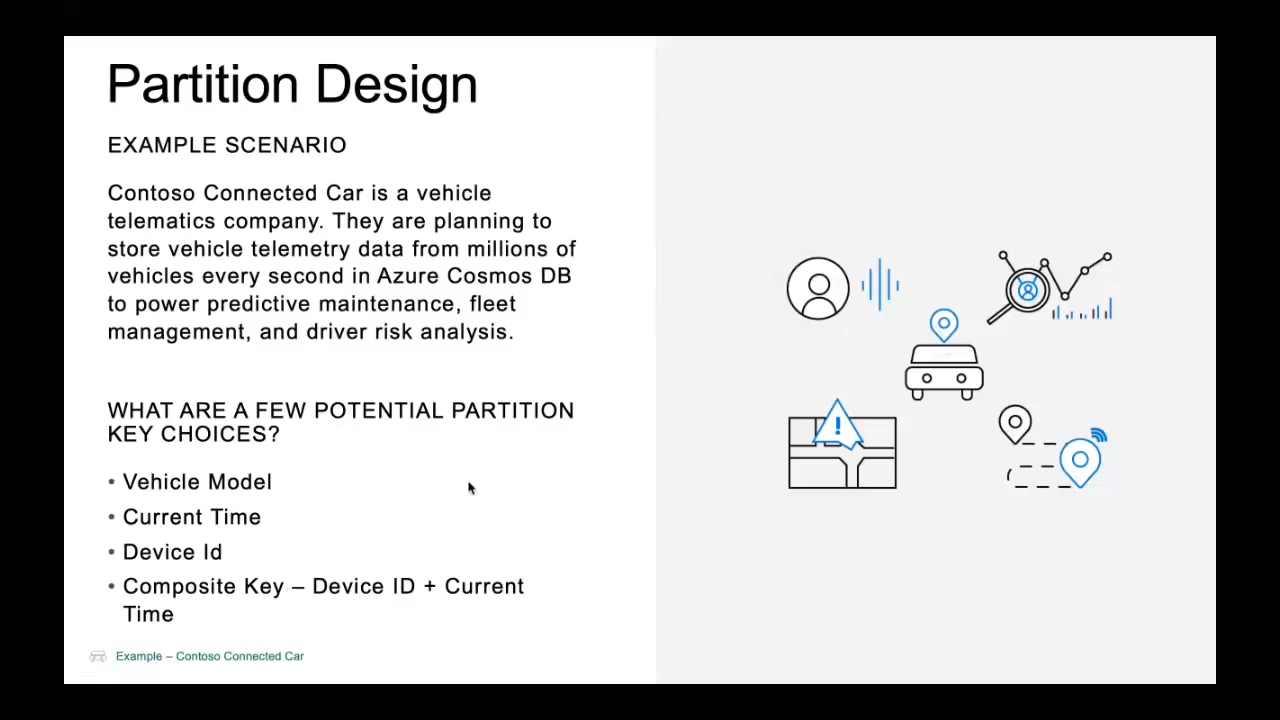 Partition Design
EXAMPLE SCENARIO
Contoso Connected Car is a vehicle
telematics company. They are planning to
store vehicle telemetry data from millions of
vehicles every second in Azure Cosmos DB
to power predictive maintenance, fleet
management, and driver risk analysis.
WHAT ARE A FEW POTENTIAL PARTITION
KEY CHOICES?
• Vehicle Model
• Current Time
• Device Id
• Composite Key – Device ID + Current
Time
Example – Contoso Connected Car
!